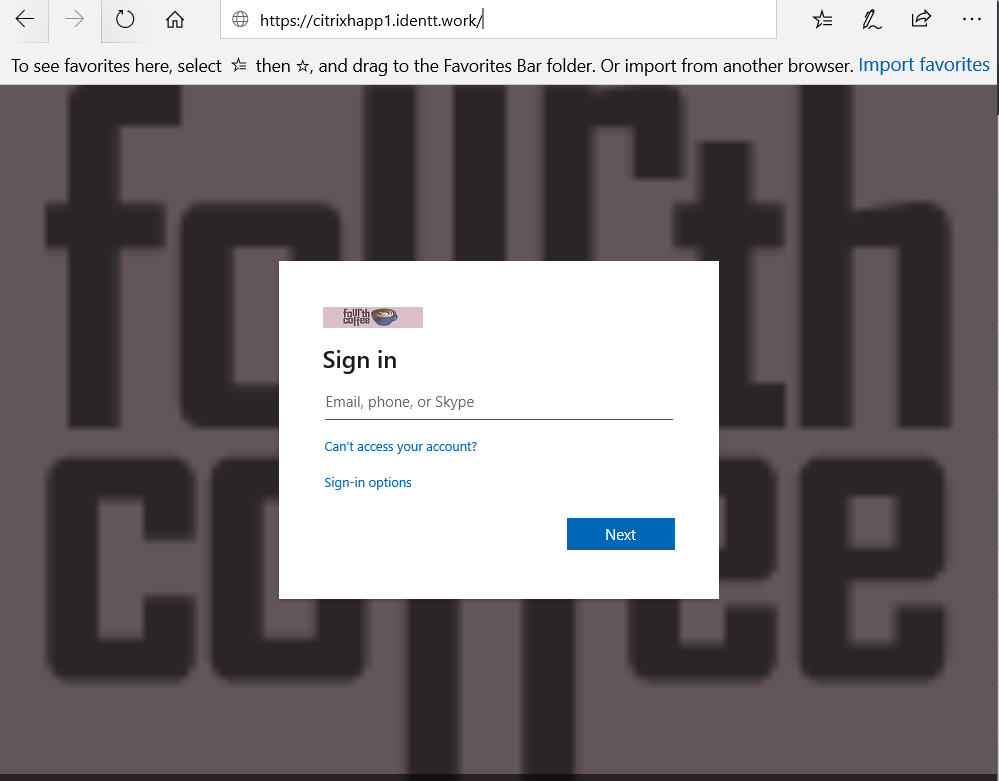 https://citrixhapp1.identt.work/
To see favorites here, select then , and drag to the Favorites Bar folder. Or import from another browser. Import favorites
fourth
coffee
fourth
coffee
Sign in
Email, phone, or Skype
Can't access your account?
Sign-in options
Next